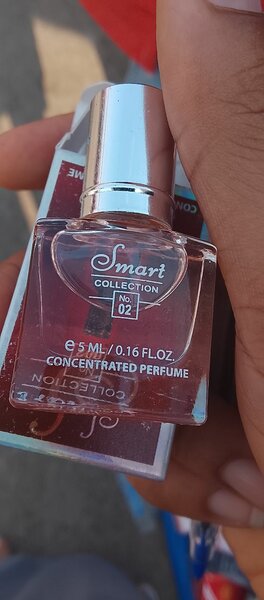 Smart
COLLECTION
No.
02
e 5 ML / 0.16 FL.OZ.
CONCENTRATED PERFUME
COLLECTION